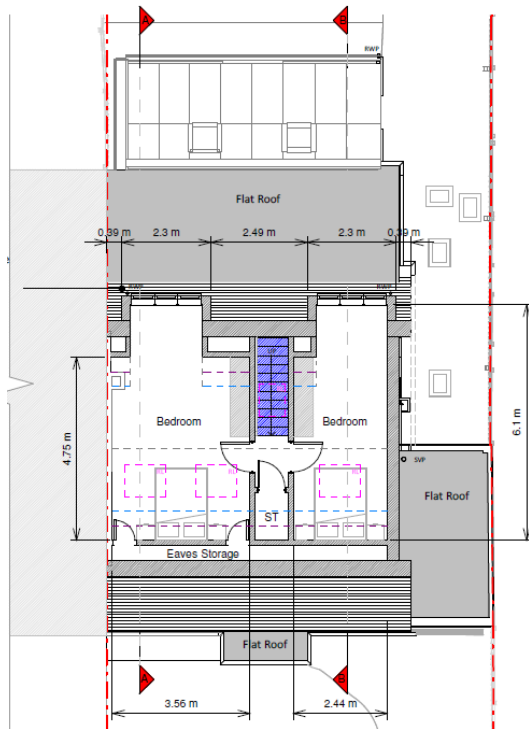 A
B
RWP
Flat Roof
0.39 m
2.3 m
2.49 m
2.3 m
0.39 m
RWP
RWP
UP
Bedroom
Bedroom
4.75 m
6.1 m
SVP
Flat Roof
ST
Eaves Storage
Flat Roof
A
B
3.56 m
2.44 m